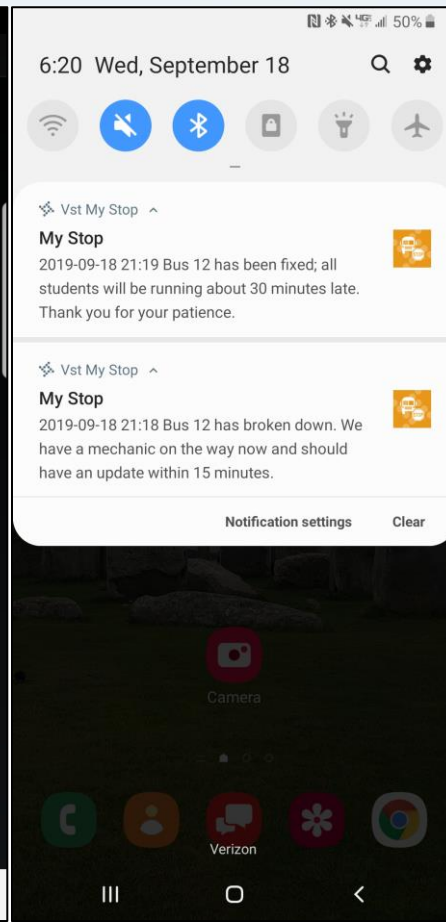 50%
6:20 Wed, September 18
Vst My Stop
My Stop
2019-09-18 21:19 Bus 12 has been fixed; all
students will be running about 30 minutes late.
Thank you for your patience.
Vst My Stop
My Stop
2019-09-18 21:18 Bus 12 has broken down. We
have a mechanic on the way now and should
have an update within 15 minutes.
Notification settings Clear
Camera
Verizon